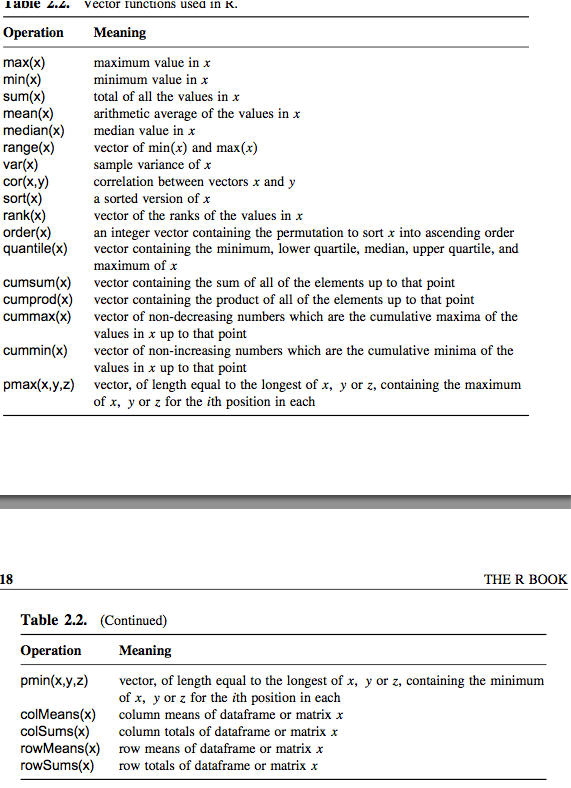 Table 2.2. Vector functions used in R.
Operation Meaning
max(x) maximum value in x
min(x) minimum value in x
sum(x) total of all the values in x
mean(x) arithmetic average of the values in x
median(x) median value in x
range(x) vector of min(x) and max(x)
var(x) sample variance of x
cor(x,y) correlation between vectors x and y
sort(x) a sorted version of x
rank(x) vector of the ranks of the values in x
order(x) an integer vector containing the permutation to sort x into ascending order
quantile(x) vector containing the minimum, lower quartile, median, upper quartile, and
maximum of x
cumsum(x) vector containing the sum of all of the elements up to that point
cumprod(x) vector containing the product of all of the elements up to that point
cummax(x) vector of non-decreasing numbers which are the cumulative maxima of the
values in x up to that point
cummin(x) vector of non-increasing numbers which are the cumulative minima of the
values in x up to that point
pmax(x,y,z) vector, of length equal to the longest of x, y or z, containing the maximum
of x, y or z for the ith position in each
18 THE R BOOK
Table 2.2. (Continued)
Operation Meaning
pmin(x,y,z) vector, of length equal to the longest of x, y or z, containing the minimum
of x, y or z for the ith position in each
colMeans(x) column means of dataframe or matrix x
colSums(x) column totals of dataframe or matrix x
rowMeans(x) row means of dataframe or matrix x
rowSums(x) row totals of dataframe or matrix x